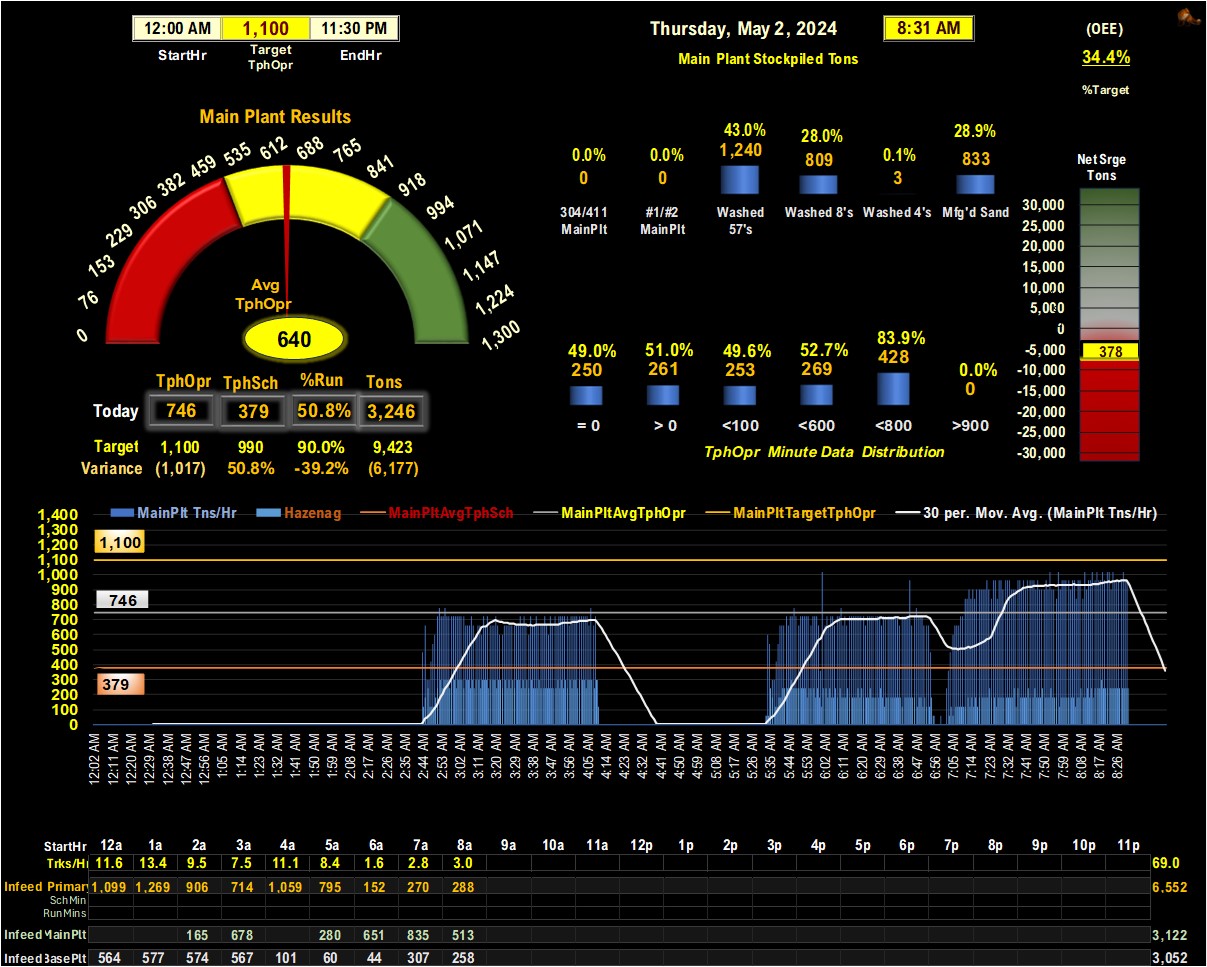 12:00 AM 1,100 11:30 PM
StartHr Target TphOpr EndHr
Thursday, May 2, 2024 8:31 AM
Main Plant Stockpiled Tons
(OEE)
34.4%
%Target
Main Plant Results
0 76 153 229 306 382 459 535 612 688 765 841 918 994 1,071 1,147 1,224 1,300
Avg
TphOpr
640
TphOpr TphSch %Run Tons
Today 746 379 50.8% 3,246
Target 1,100 990 90.0% 9,423
Variance (1,017) 50.8% -39.2% (6,177)
0.0% 0.0% 43.0% 28.0% 0.1% 28.9%
0 0 1,240 809 3 833
304/411 MainPlt #1/#2 MainPlt Washed 57's Washed 8's Washed 4's Mfg'd Sand
49.0% 51.0% 49.6% 52.7% 83.9% 0.0%
250 261 253 269 428 0
= 0 > 0 <100 <600 <800 >900
TphOpr Minute Data Distribution
Net Srge
Tons
30,000
25,000
20,000
15,000
10,000
5,000
0
-5,000
378
-10,000
-15,000
-20,000
-25,000
-30,000
MainPlt Tns/Hr Hazenag MainPltAvgTphSch MainPltAvgTphOpr MainPltTargetTphOpr 30 per. Mov. Avg. (MainPlt Tns/Hr)
1,400
1,300
1,200
1,100
1,000
900
800
700
600
500
400
300
200
100
0
1,100
746
379
12:02 AM 12:11 AM 12:20 AM 12:29 AM 12:38 AM 12:47 AM 12:56 AM 1:05 AM 1:14 AM 1:23 AM 1:32 AM 1:41 AM 1:50 AM 1:59 AM 2:08 AM 2:17 AM 2:26 AM 2:35 AM 2:44 AM 2:53 AM 3:02 AM 3:11 AM 3:20 AM 3:29 AM 3:38 AM 3:47 AM 3:56 AM 4:05 AM 4:14 AM 4:23 AM 4:32 AM 4:41 AM 4:50 AM 4:59 AM 5:08 AM 5:17 AM 5:26 AM 5:35 AM 5:44 AM 5:53 AM 6:02 AM 6:11 AM 6:20 AM 6:29 AM 6:38 AM 6:47 AM 6:56 AM 7:05 AM 7:14 AM 7:23 AM 7:32 AM 7:41 AM 7:50 AM 7:59 AM 8:08 AM 8:17 AM 8:26 AM
StartHr 12a 1a 2a 3a 4a 5a 6a 7a 8a 9a 10a 11a 12p 1p 2p 3p 4p 5p 6p 7p 8p 9p 10p 11p
Trks/Hr 11.6 13.4 9.5 7.5 11.1 8.4 1.6 2.8 3.0 69.0
Infeed Primary 1,099 1,269 906 714 1,059 795 152 270 288 6,552
SchMin
RunMins
Infeed MainPlt 165 678 280 651 835 513 3,122
Infeed BasePlt 564 577 574 567 101 60 44 307 258 3,052